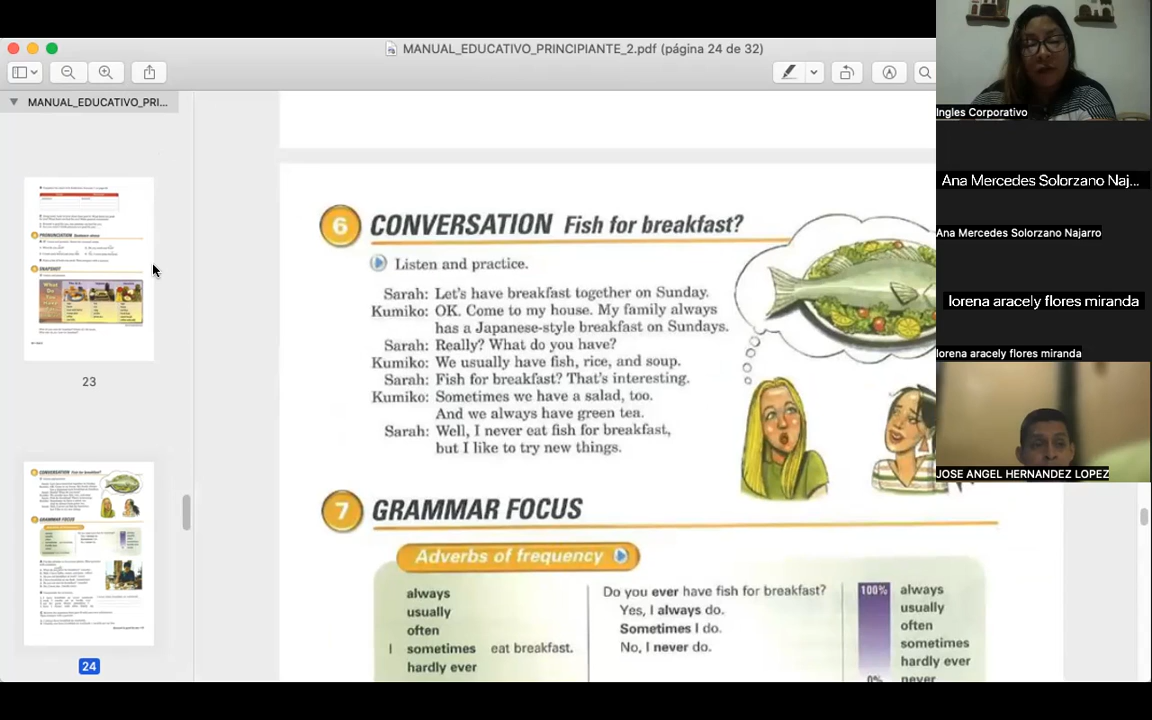 MANUAL_EDUCATIVO_PRINCIPIANTE_2.pdf (página 24 de 32)
MANUAL_EDUCATIVO_PRI...
23
24
6 CONVERSATION Fish for breakfast?
Listen and practice.
Sarah: Let's have breakfast together on Sunday.
Kumiko: OK. Come to my house. My family always
has a Japanese-style breakfast on Sundays.
Sarah: Really? What do you have?
Kumiko: We usually have fish, rice, and soup.
Sarah: Fish for breakfast? That's interesting.
Kumiko: Sometimes we have a salad, too.
And we always have green tea.
Sarah: Well, I never eat fish for breakfast,
but I like to try new things.
7 GRAMMAR FOCUS
Adverbs of frequency
always
usually
often
I sometimes eat breakfast.
hardly ever
Do you ever have fish for breakfast?
Yes, I always do.
Sometimes I do.
No, I never do.
100% always
usually
often
sometimes
hardly ever
0% never
Ingles Corporativo
Ana Mercedes Solorzano Naj...
Ana Mercedes Solorzano Najarro
lorena aracely flores miranda
lorena aracely flores miranda
JOSE ANGEL HERNANDEZ LOPEZ